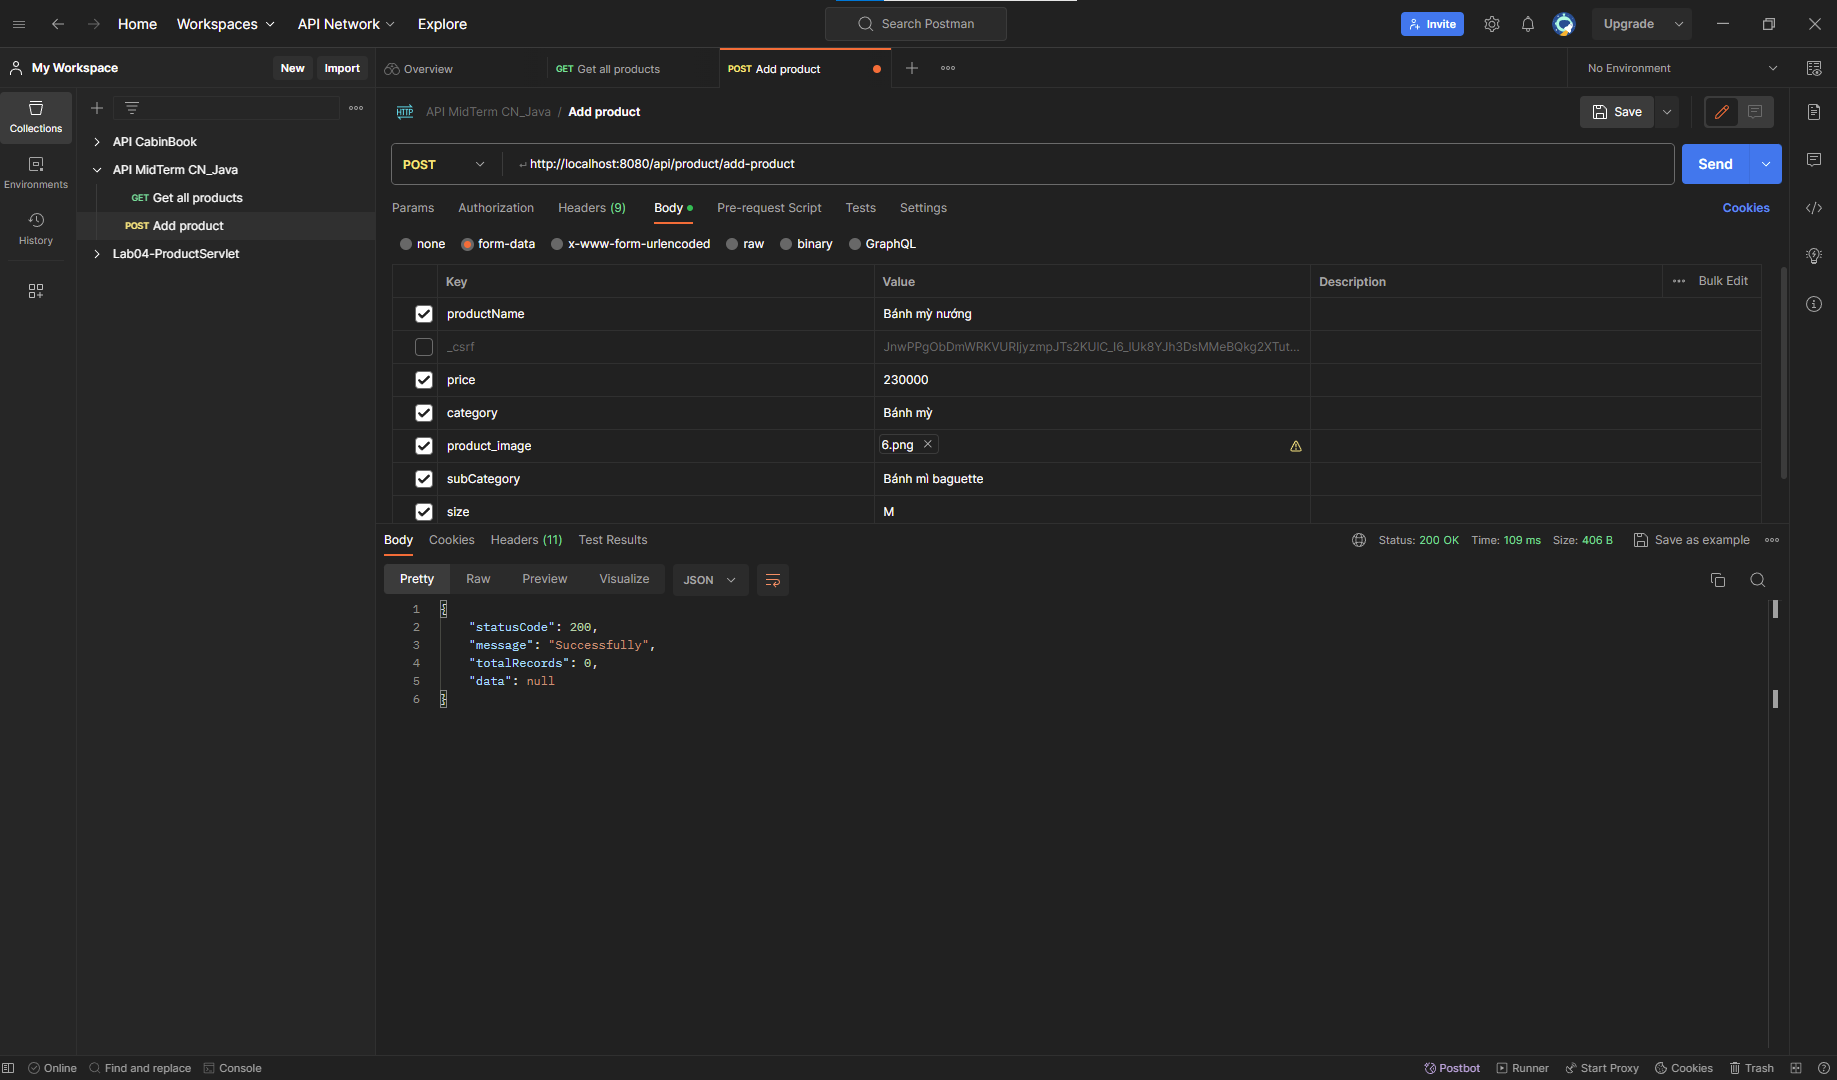 Home
Workspaces
API Network
Explore
Search Postman
Invite
Upgrade
My Workspace
New
Import
Overview
GET Get all products
POST Add product
No Environment
Collections
Environments
History
API CabinBook
API MidTerm CN_Java
GET Get all products
POST Add product
Lab04-ProductServlet
HTTP
API MidTerm CN_Java / Add product
Save
POST
http://localhost:8080/api/product/add-product
Send
Params
Authorization
Headers (9)
Body
Pre-request Script
Tests
Settings
Cookies
none
form-data
x-www-form-urlencoded
raw
binary
GraphQL
Key
Value
Description
Bulk Edit
productName
Bánh mỳ nướng
_csrf
price
230000
category
Bánh mỳ
product_image
6.png
subCategory
Bánh mì baguette
size
M
Body
Cookies
Headers (11)
Test Results
Status: 200 OK
Time: 109 ms
Size: 406 B
Save as example
Pretty
Raw
Preview
Visualize
JSON
1 {
2 "statusCode": 200,
3 "message": "Successfully",
4 "totalRecords": 0,
5 "data": null
6 }
Online
Find and replace
Console
Postbot
Runner
Start Proxy
Cookies
Trash